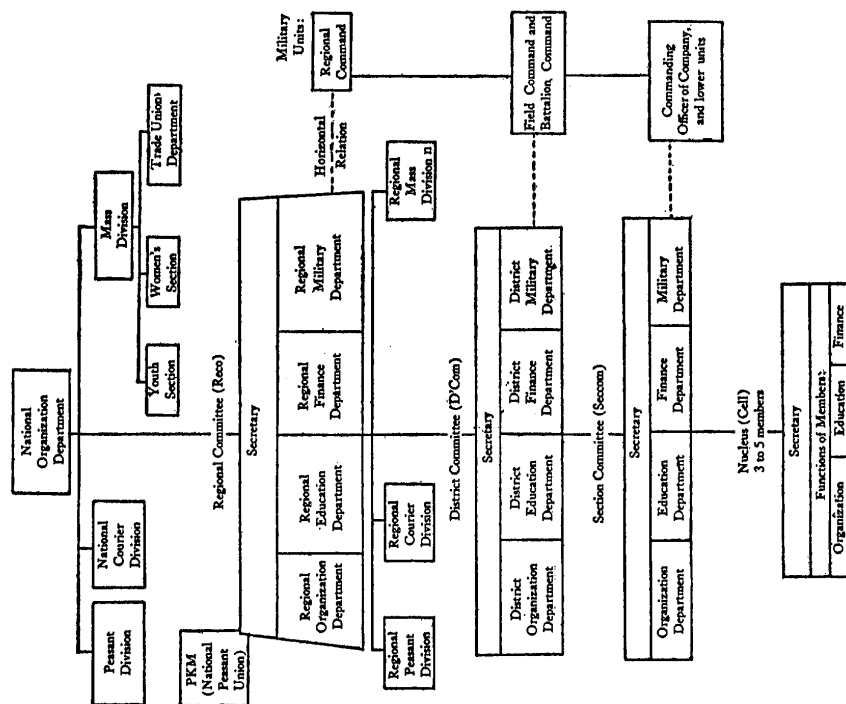 National
Organization
Department
Peasant
Division
National
Courier
Division
Mass
Division
Youth
Section
Women's
Section
Trade Union)
Department
PKM
(National
Peasant
Union)
Regional Committee (Reco)
Secretary
Regional
Organization
Department
Regional
Education
Department
Regional
Finance
Department
Regional
Military
Department
Horizontal
Relation
Military
Units:
Regional
Command
Regional
Peasant Division
Regional
Courier
Division
Regional
Mass
Division n
District Committee (D'Com)
Secretary
District
Organization
Department
District
Education
Department
District
Finance
Department
District
Military
Department.
Field Command and
Battalion, Command
Section Committee (Seccom)
Secretary
Organization
Department
Education
Department
Finance
Department
Military
Department
Commanding
Officer of Company,
and lower units
Nucleus (Cell)
3 to 5 members
Secretary
Functions of Members:
Organization
Education
Finance